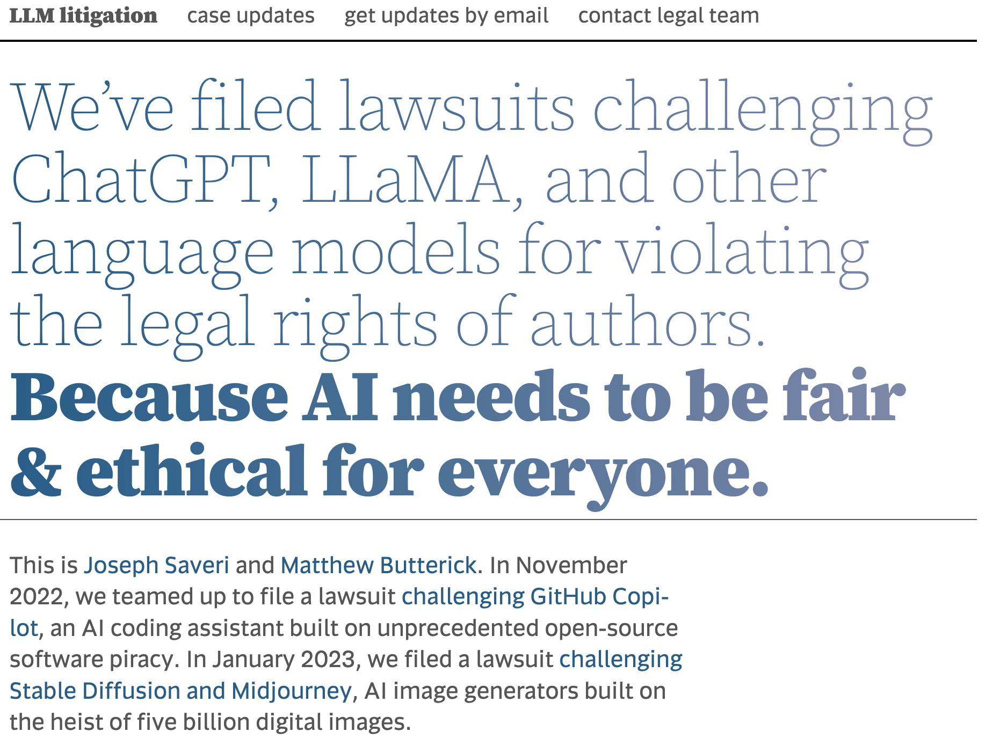 LLM litigation case updates get updates by email contact legal team
We’ve filed lawsuits challenging
ChatGPT, LLaMA, and other
language models for violating
the legal rights of authors.
Because AI needs to be fair
& ethical for everyone.
This is Joseph Saveri and Matthew Butterick. In November
2022, we teamed up to file a lawsuit challenging GitHub Copi-
lot, an AI coding assistant built on unprecedented open-source
software piracy. In January 2023, we filed a lawsuit challenging
Stable Diffusion and Midjourney, AI image generators built on
the heist of five billion digital images.